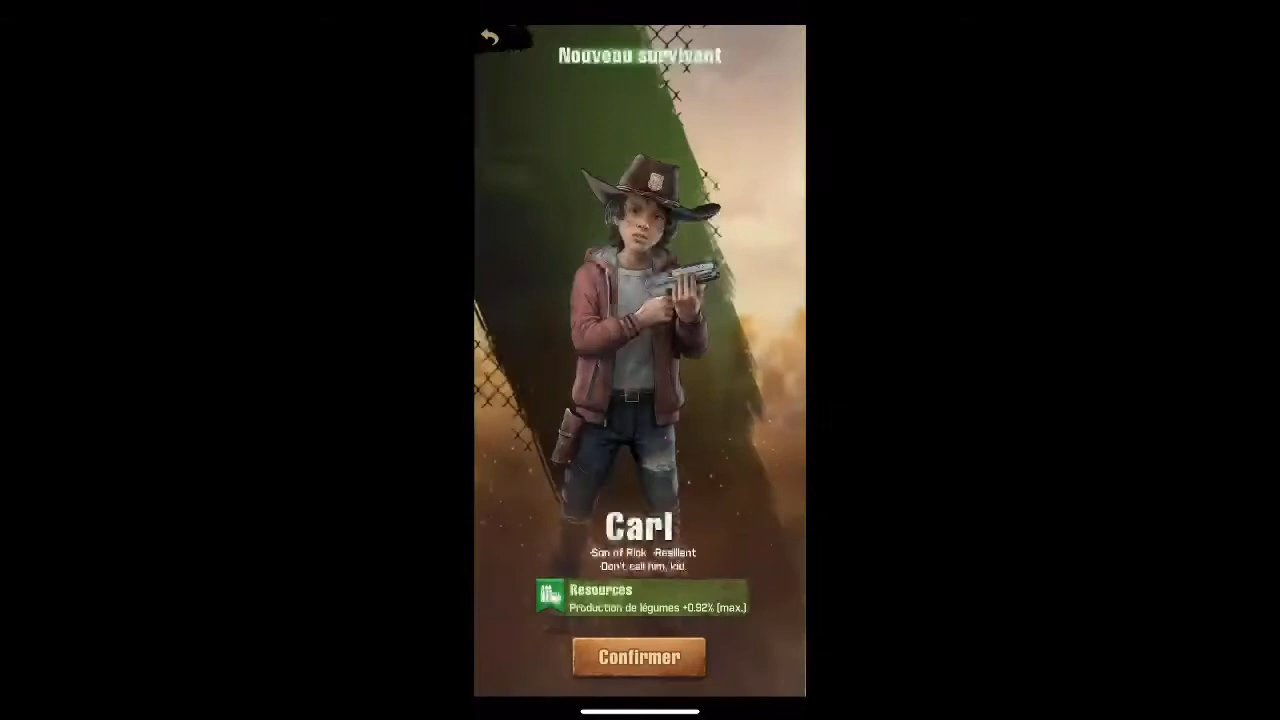 Nouveau survivant
Carl
·Son of Rick ·Resilient
·Don't call him, kid
Resources
Production de légumes +0.92% (max.)
Confirmer